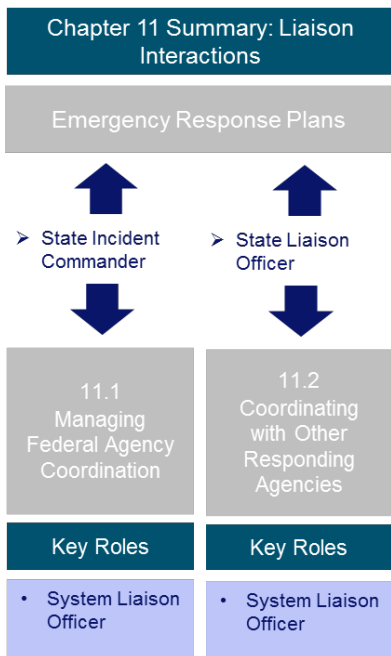 Chapter 11 Summary: Liaison
Interactions
Emergency Response Plans
➢ State Incident
Commander
➢ State Liaison
Officer
11.1
Managing
Federal Agency
Coordination
11.2
Coordinating
with Other
Responding
Agencies
Key Roles
Key Roles
• System Liaison
Officer
• System Liaison
Officer